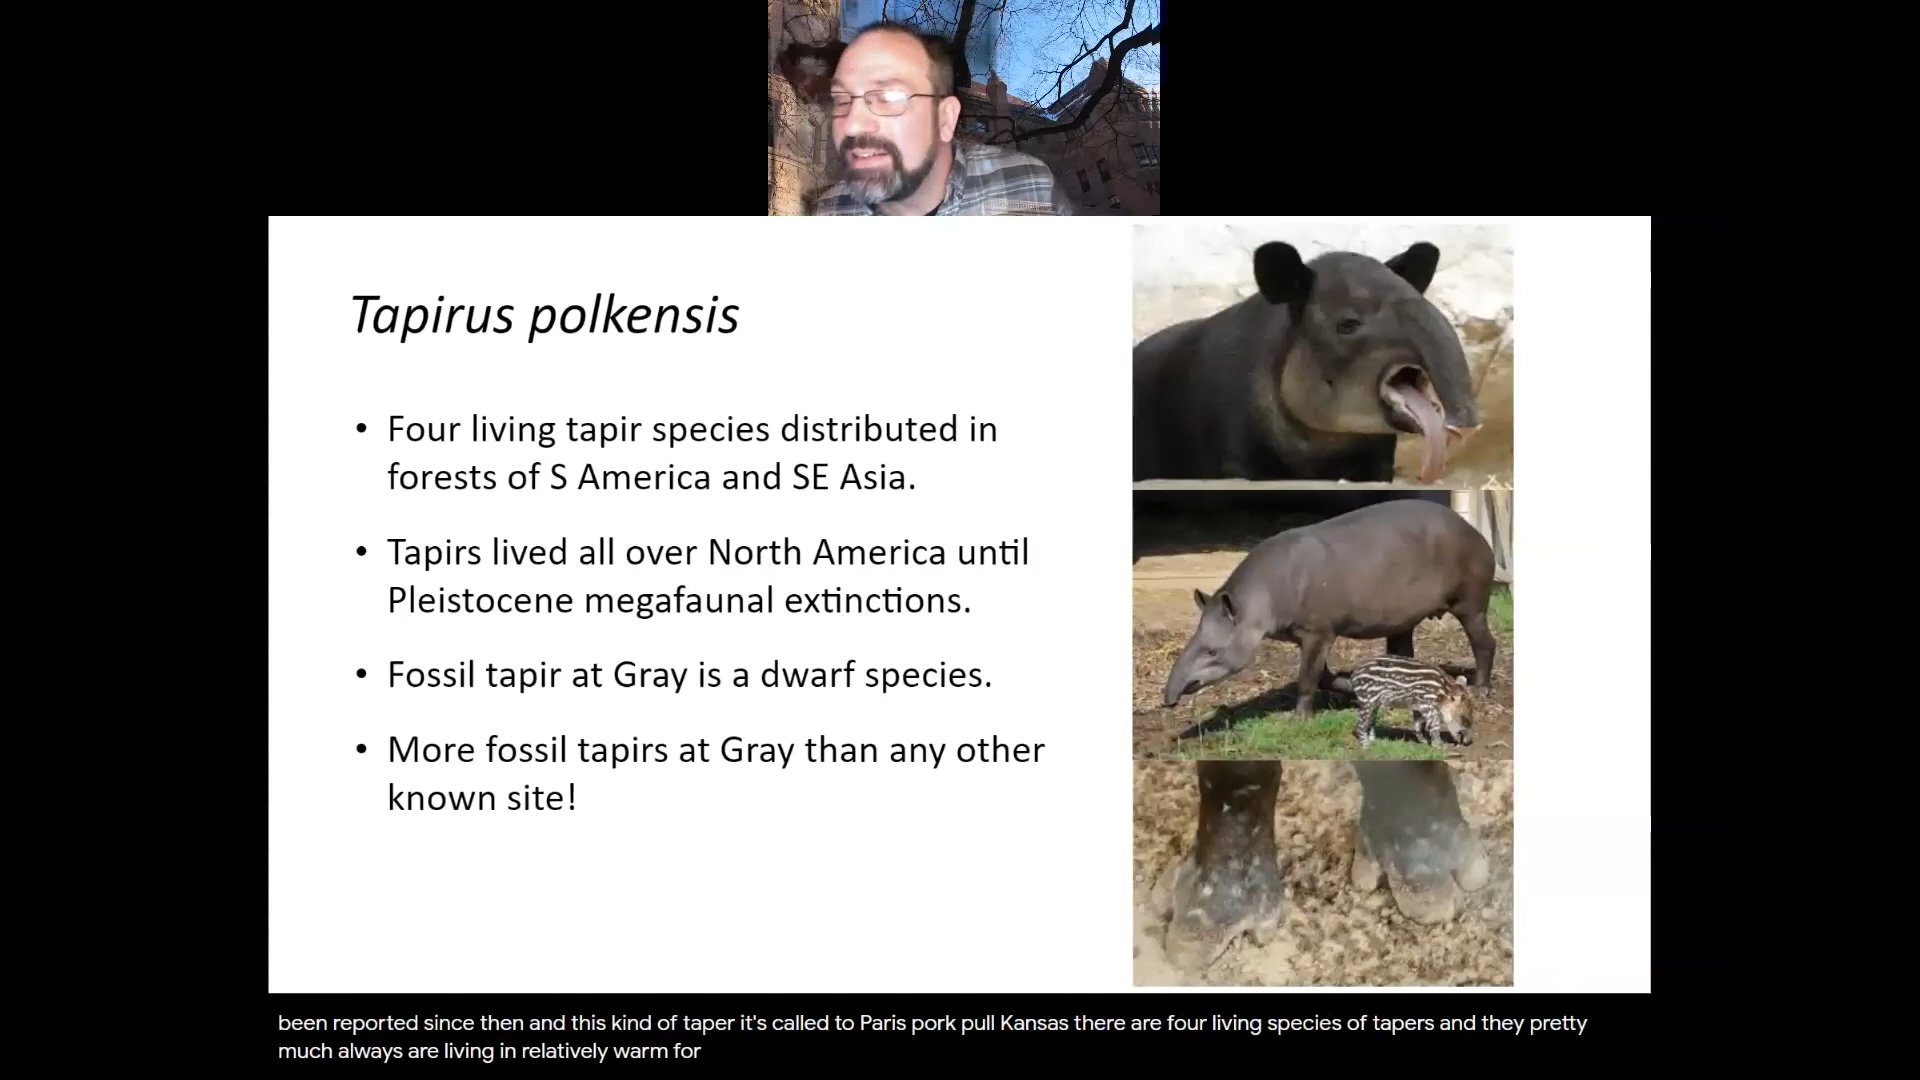 Tapirus polkensis
• Four living tapir species distributed in
forests of S America and SE Asia.
• Tapirs lived all over North America until
Pleistocene megafaunal extinctions.
• Fossil tapir at Gray is a dwarf species.
• More fossil tapirs at Gray than any other
known site!
been reported since then and this kind of taper it's called to Paris pork pull Kansas there are four living species of tapers and they pretty
much always are living in relatively warm for